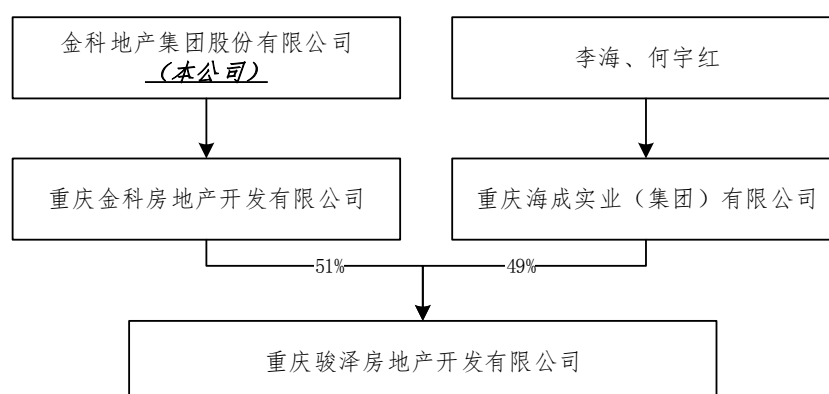 金科地产集团股份有限公司
（本公司）
李海、何宇红
重庆金科房地产开发有限公司
重庆海成实业（集团）有限公司
51%
49%
重庆骏泽房地产开发有限公司